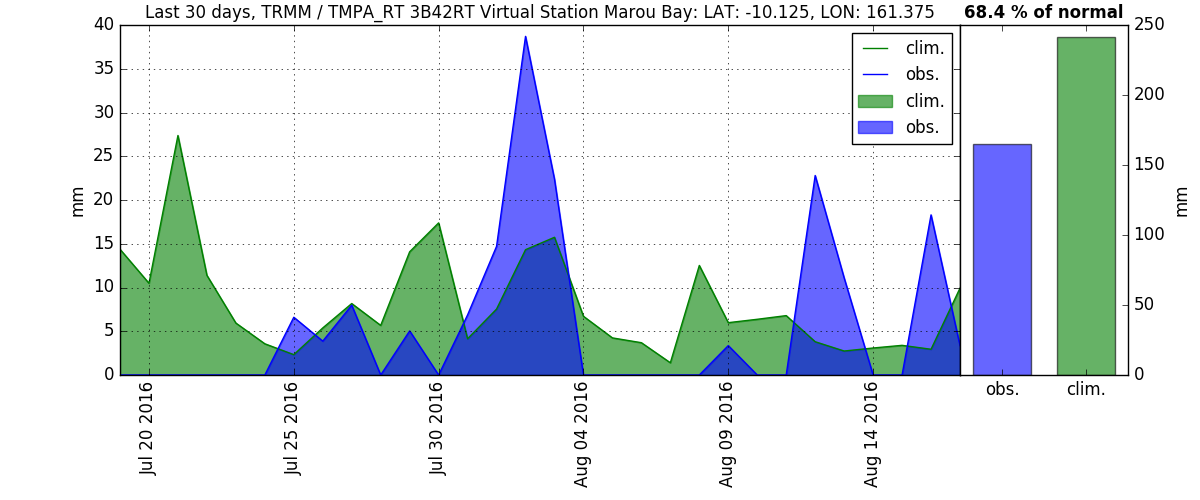 Last 30 days, TRMM / TMPA_RT 3B42RT Virtual Station Marou Bay: LAT: -10.125, LON: 161.375
68.4 % of normal
40
35
30
25
20
15
10
5
0
mm
clim.
obs.
clim.
obs.
Jul 20 2016
Jul 25 2016
Jul 30 2016
Aug 04 2016
Aug 09 2016
Aug 14 2016
250
200
150
100
50
0
mm
obs.
clim.